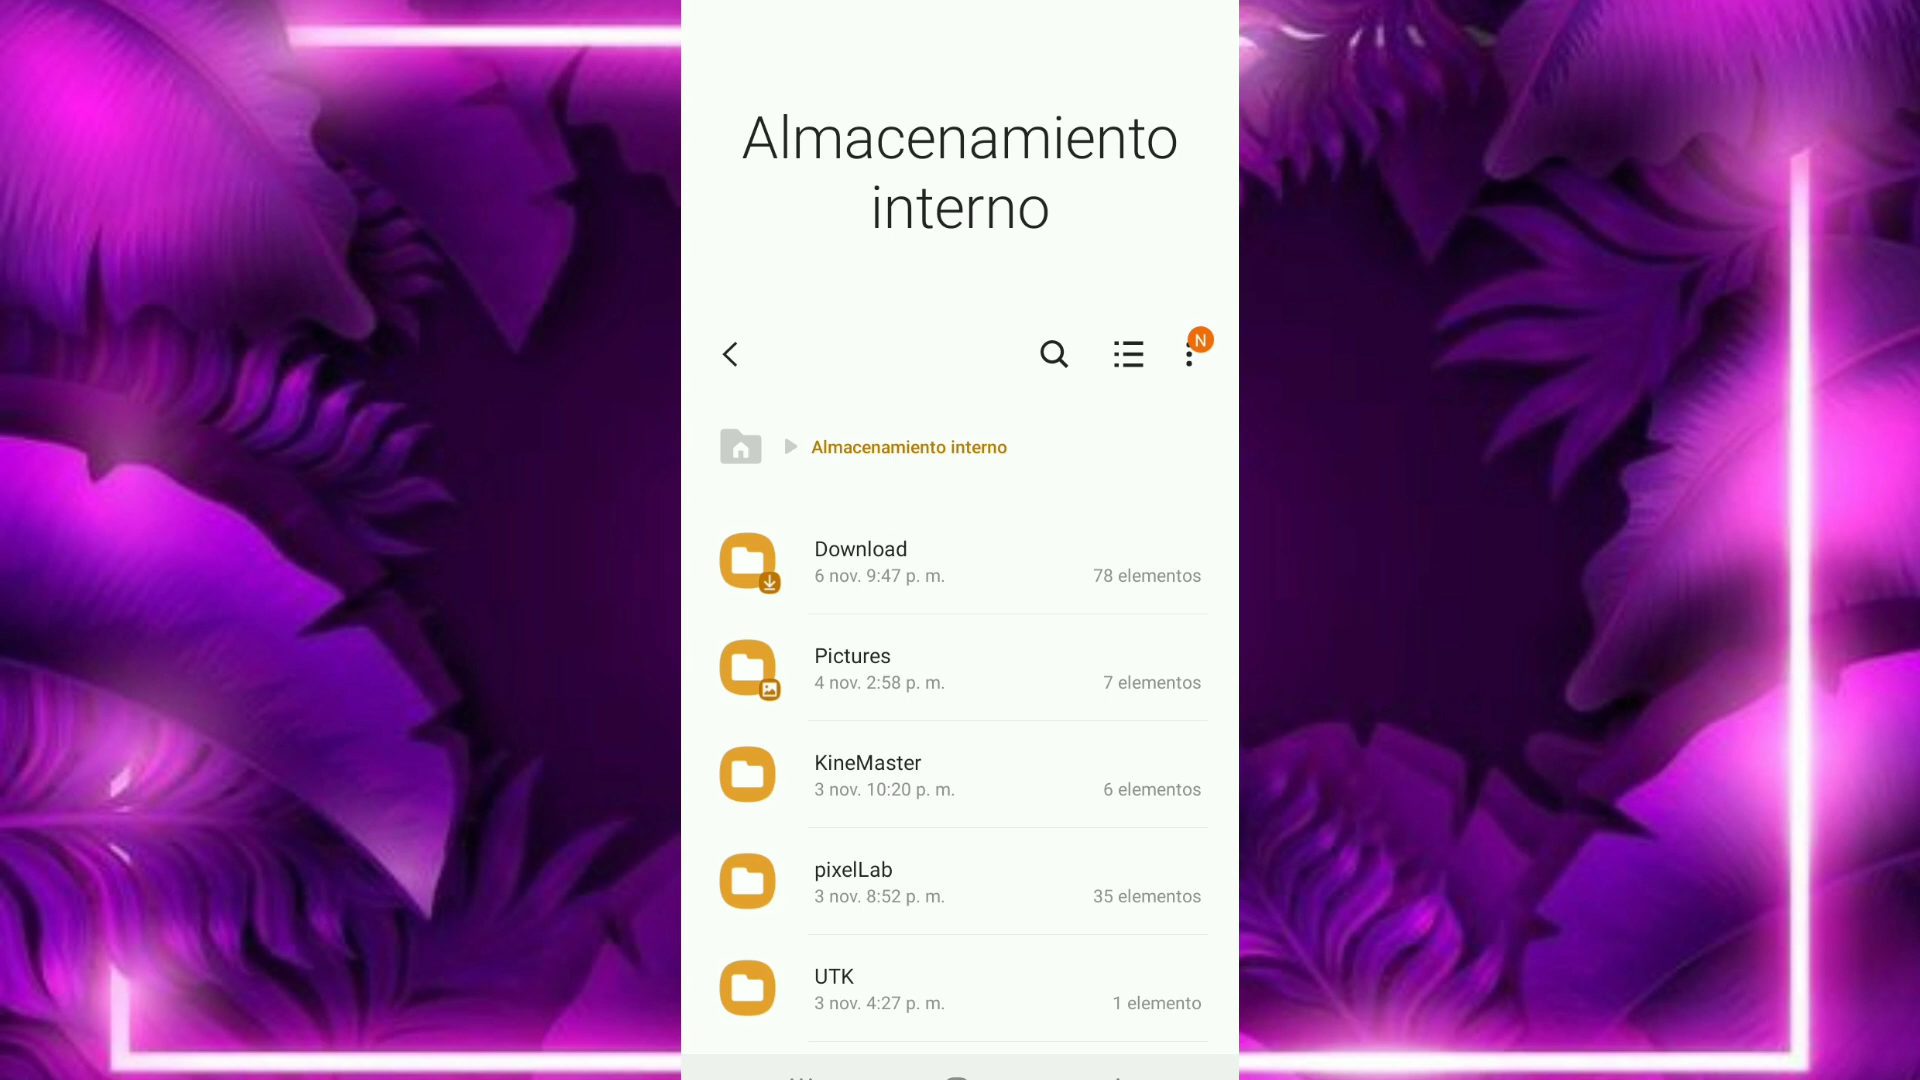 Almacenamiento
interno
N
Almacenamiento interno
Download
6 nov. 9:47 p. m.
78 elementos
Pictures
4 nov. 2:58 p. m.
7 elementos
KineMaster
3 nov. 10:20 p. m.
6 elementos
pixelLab
3 nov. 8:52 p. m.
35 elementos
UTK
3 nov. 4:27 p. m.
1 elemento